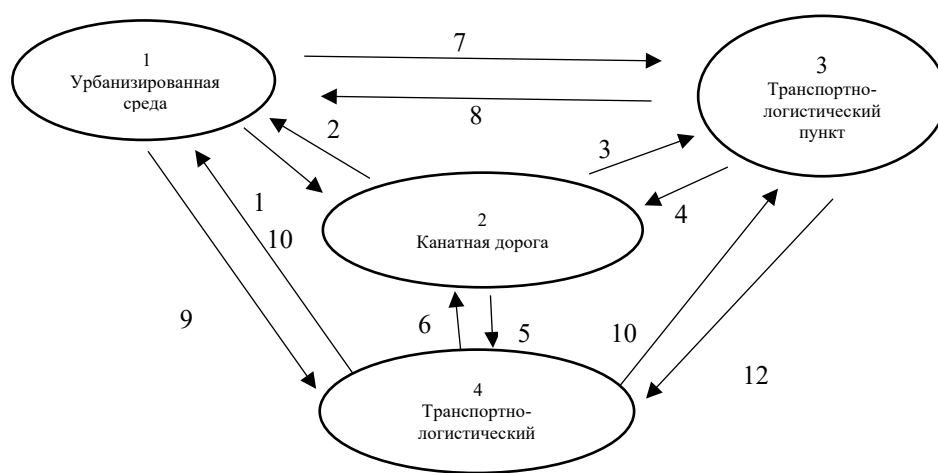 7
1
Урбанизированная
среда
3
Транспортно-
логистический
пункт
8
2
3
1
10
4
2
Канатная дорога
9
6
5
10
12
4
Транспортно-
логистический